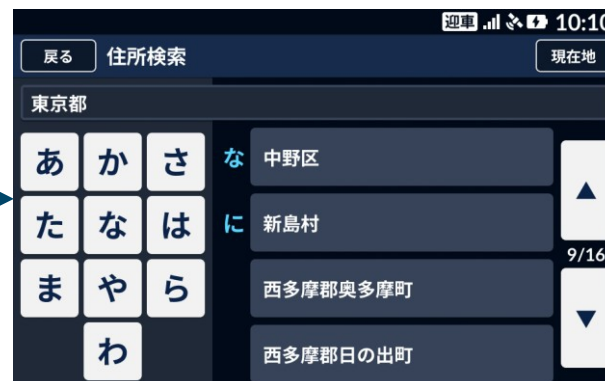 迎車 10:10
戻る 住所検索 現在地
東京都
あ か さ
た な は
ま や ら
わ
な 中野区
に 新島村
西多摩郡奥多摩町
西多摩郡日の出町
▲
9/16
▼